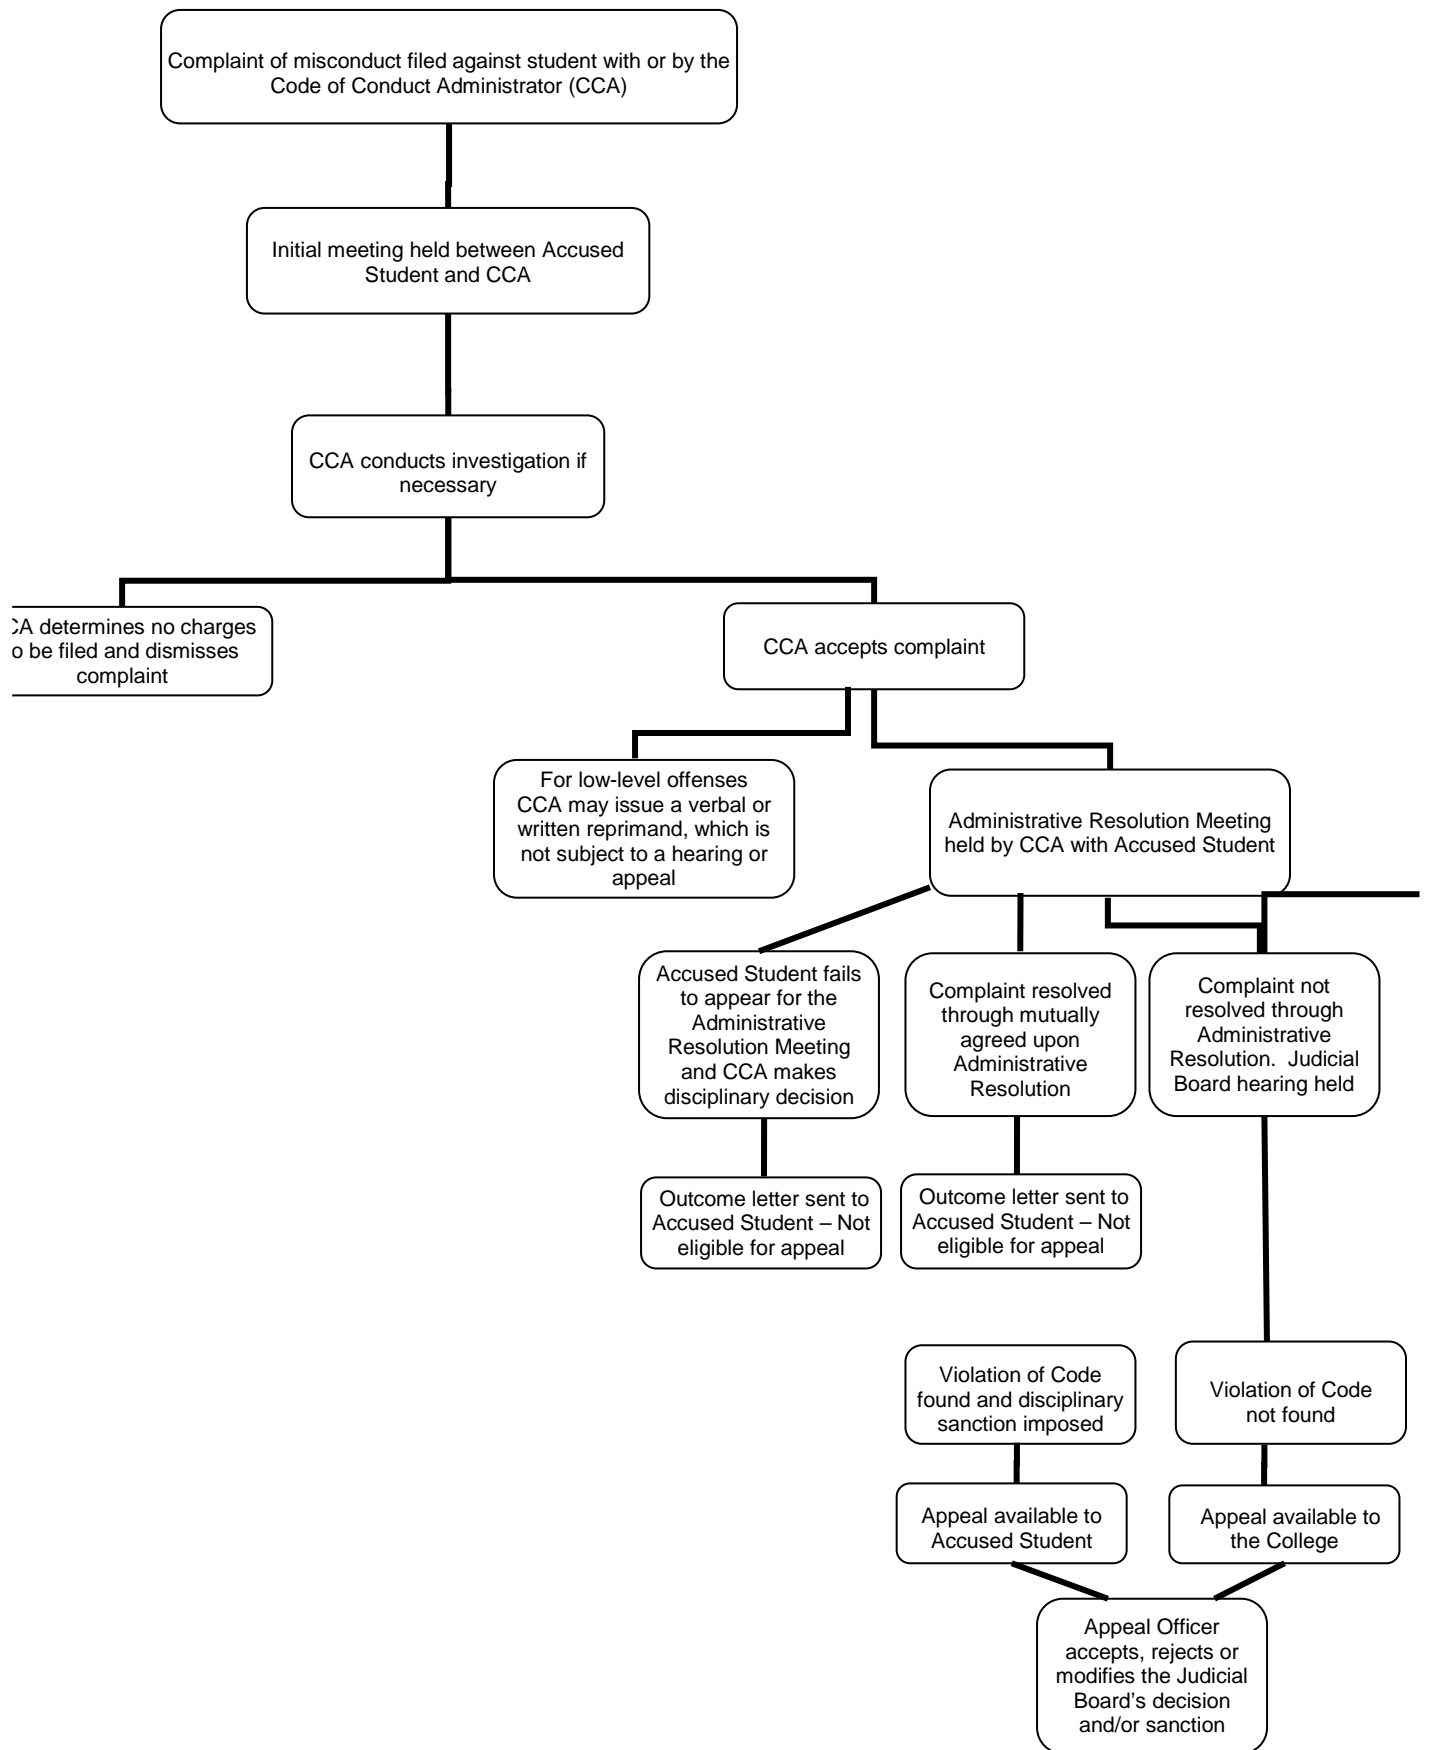 Complaint of misconduct filed against student with or by the
Code of Conduct Administrator (CCA)
Initial meeting held between Accused
Student and CCA
CCA conducts investigation if
necessary
CA determines no charges
o be filed and dismisses
complaint
CCA accepts complaint
For low-level offenses
CCA may issue a verbal or
written reprimand, which is
not subject to a hearing or
appeal
Administrative Resolution Meeting
held by CCA with Accused Student
Accused Student fails
to appear for the
Administrative
Resolution Meeting
and CCA makes
disciplinary decision
Complaint resolved
through mutually
agreed upon
Administrative
Resolution
Complaint not
resolved through
Administrative
Resolution.  Judicial
Board hearing held
Outcome letter sent to
Accused Student – Not
eligible for appeal
Outcome letter sent to
Accused Student – Not
eligible for appeal
Violation of Code
found and disciplinary
sanction imposed
Violation of Code
not found
Appeal available to
Accused Student
Appeal available to
the College
Appeal Officer
accepts, rejects or
modifies the Judicial
Board’s decision
and/or sanction